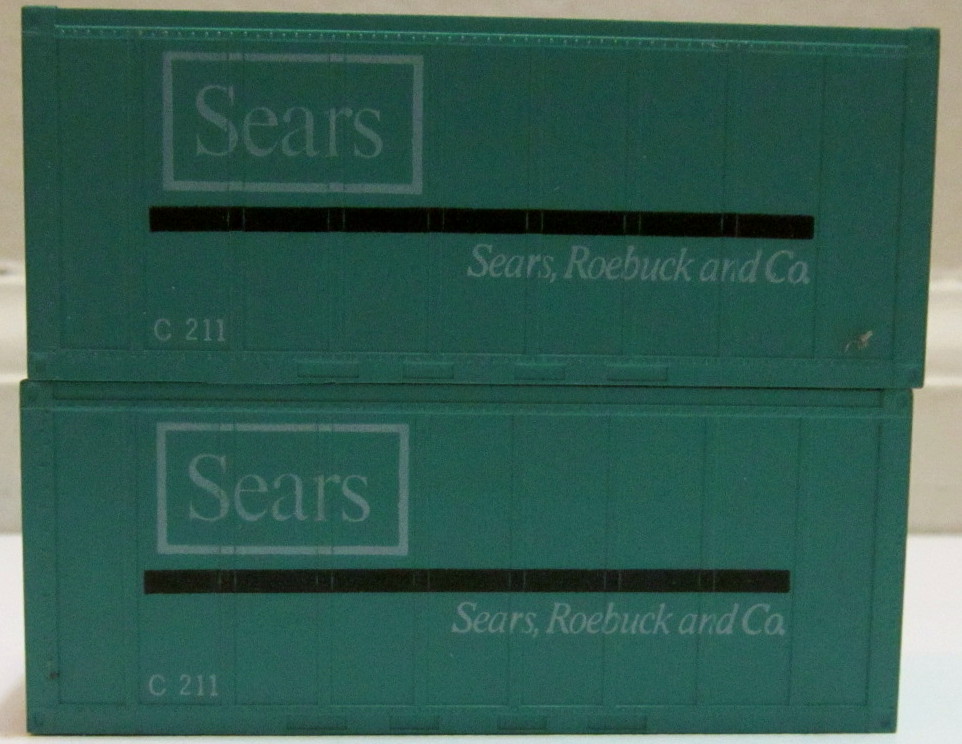 Sears
Sears, Roebuck and Co.
C 211
Sears
Sears, Roebuck and Co.
C 211